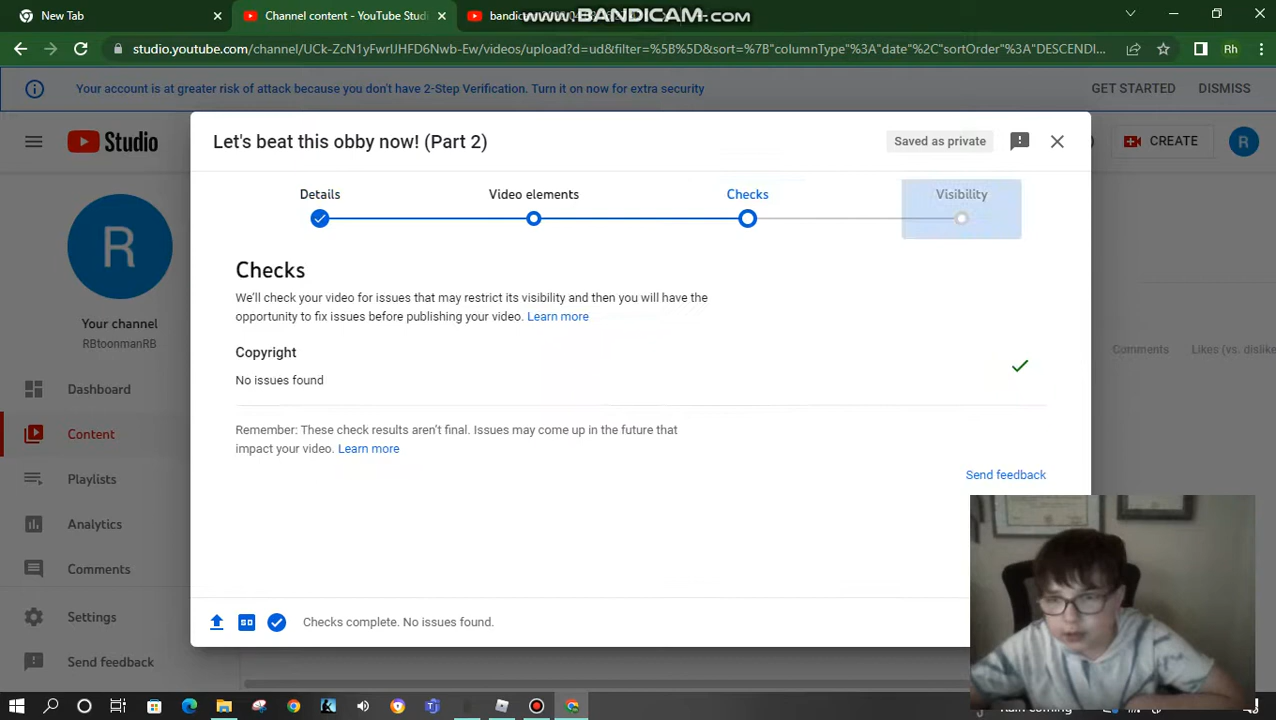 New Tab
Channel content - YouTube Studi
bandic
www.BANDICAM.com
studio.youtube.com/channel/UCk-ZcN1yFwrIJHFD6Nwb-Ew/videos/upload?d=ud&filter=%5B%5D&sort=%7B"columnType"%3A"date"%2C"sortOrder"%3A"DESCENDI...
Rh
Your account is at greater risk of attack because you don't have 2-Step Verification. Turn it on now for extra security
GET STARTED
DISMISS
Studio
Let's beat this obby now! (Part 2)
Saved as private
CREATE
R
Details
Video elements
Checks
Visibility
R
Checks
We'll check your video for issues that may restrict its visibility and then you will have the
opportunity to fix issues before publishing your video. Learn more
Your channel
RBtoonmanRB
Copyright
No issues found
Comments
Likes (vs. dislike
Dashboard
Content
Remember: These check results aren't final. Issues may come up in the future that
impact your video. Learn more
Playlists
Send feedback
Analytics
Comments
Settings
SD
Checks complete. No issues found.
Send feedback
Rain coming